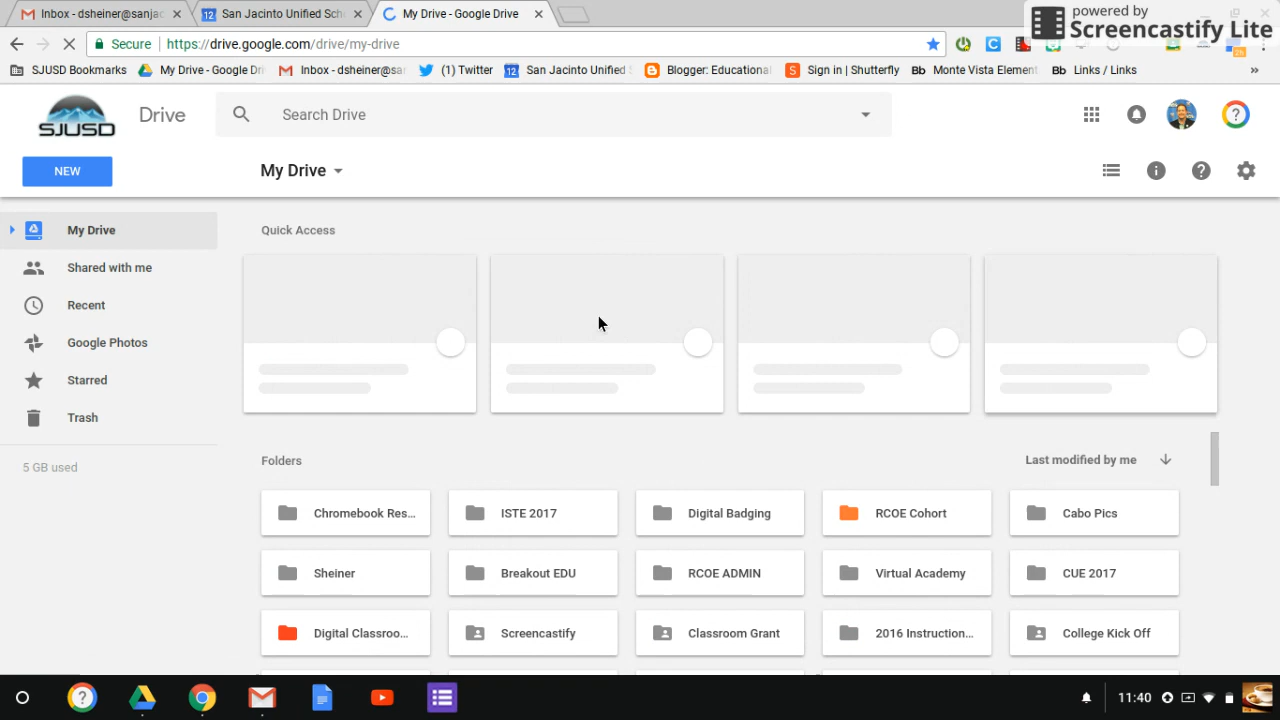 Inbox - dsheiner@sanjac
San Jacinto Unified Sch
My Drive - Google Drive
powered by
Screencastify Lite
Secure
https://drive.google.com/drive/my-drive
SJUSD Bookmarks
My Drive - Google Dri
Inbox - dsheiner@sar
(1) Twitter
San Jacinto Unified
Blogger: Educationa
Sign in | Shutterfly
Bb Monte Vista Element
Bb Links / Links
»
SJUSD
Drive
Search Drive
NEW
My Drive
My Drive
Shared with me
Recent
Google Photos
Starred
Trash
5 GB used
Quick Access
Folders
Last modified by me
Chromebook Res...
ISTE 2017
Digital Badging
RCOE Cohort
Cabo Pics
Sheiner
Breakout EDU
RCOE ADMIN
Virtual Academy
CUE 2017
Digital Classroo...
Screencastify
Classroom Grant
2016 Instruction...
College Kick Off
11:40